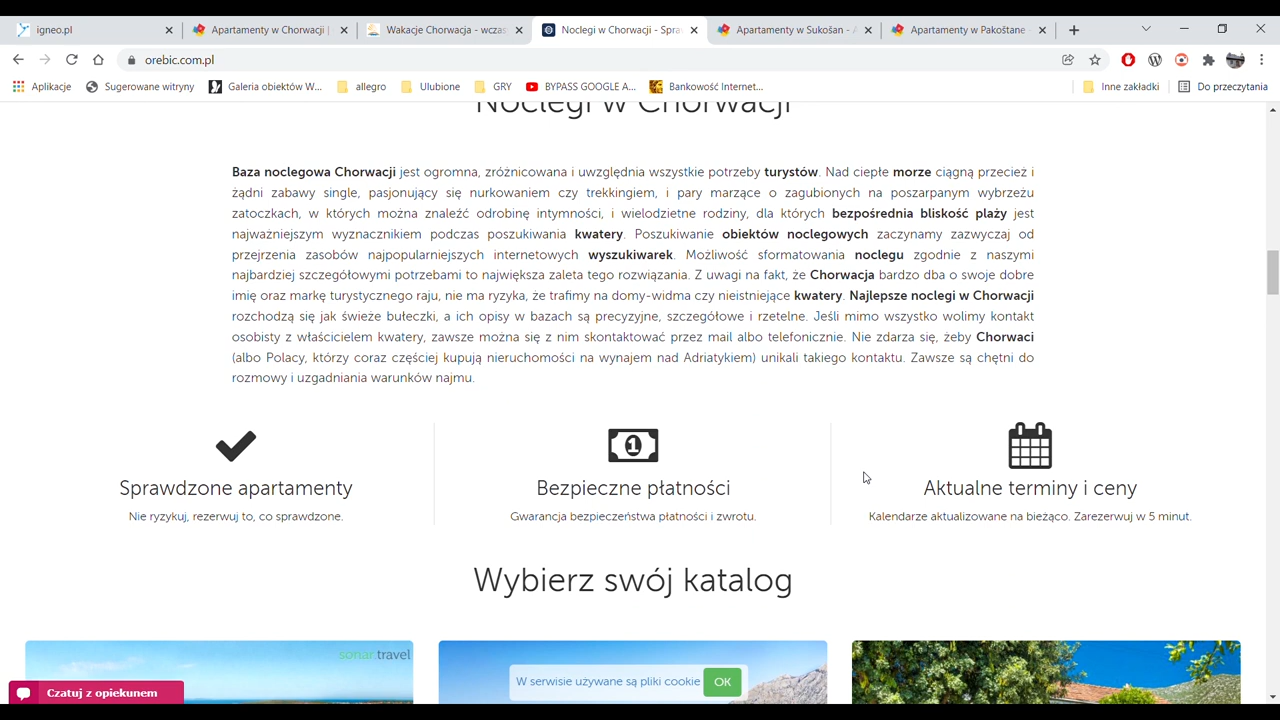 igneo.pl
Apartamenty w Chorwacji |
Wakacje Chorwacja - wczas
Noclegi w Chorwacji - Spraw
Apartamenty w Sukošan - A
Apartamenty w Pakoštane -
orebic.com.pl
Aplikacje
Sugerowane witryny
Galeria obiektów W...
allegro
Ulubione
GRY
BYPASS GOOGLE A...
Bankowość Internet...
Inne zakładki
Do przeczytania
Noclegi w Chorwacji
Baza noclegowa Chorwacji jest ogromna, zróżnicowana i uwzględnia wszystkie potrzeby turystów. Nad ciepłe morze ciągną przecież i
żądni zabawy single, pasjonujący się nurkowaniem czy trekkingiem, i pary marzące o zagubionych na poszarpanym wybrzeżu
zatoczkach, w których można znaleźć odrobinę intymności, i wielodzietne rodziny, dla których bezpośrednia bliskość plaży jest
najważniejszym wyznacznikiem podczas poszukiwania kwatery. Poszukiwanie obiektów noclegowych zaczynamy zazwyczaj od
przejrzenia zasobów najpopularniejszych internetowych wyszukiwarek. Możliwość sformatowania noclegu zgodnie z naszymi
najbardziej szczegółowymi potrzebami to największa zaleta tego rozwiązania. Z uwagi na fakt, że Chorwacja bardzo dba o swoje dobre
imię oraz markę turystycznego raju, nie ma ryzyka, że trafimy na domy-widma czy nieistniejące kwatery. Najlepsze noclegi w Chorwacji
rozchodzą się jak świeże bułeczki, a ich opisy w bazach są precyzyjne, szczegółowe i rzetelne. Jeśli mimo wszystko wolimy kontakt
osobisty z właścicielem kwatery, zawsze można się z nim skontaktować przez mail albo telefonicznie. Nie zdarza się, żeby Chorwaci
(albo Polacy, którzy coraz częściej kupują nieruchomości na wynajem nad Adriatykiem) unikali takiego kontaktu. Zawsze są chętni do
rozmowy i uzgadniania warunków najmu.
1
Sprawdzone apartamenty
Bezpieczne płatności
Aktualne terminy i ceny
Nie ryzykuj, rezerwuj to, co sprawdzone.
Gwarancja bezpieczeństwa płatności i zwrotu.
Kalendarze aktualizowane na bieżąco. Zarezerwuj w 5 minut.
Wybierz swój katalog
sonar.travel
W serwisie używane są pliki cookie
OK
Czatuj z opiekunem